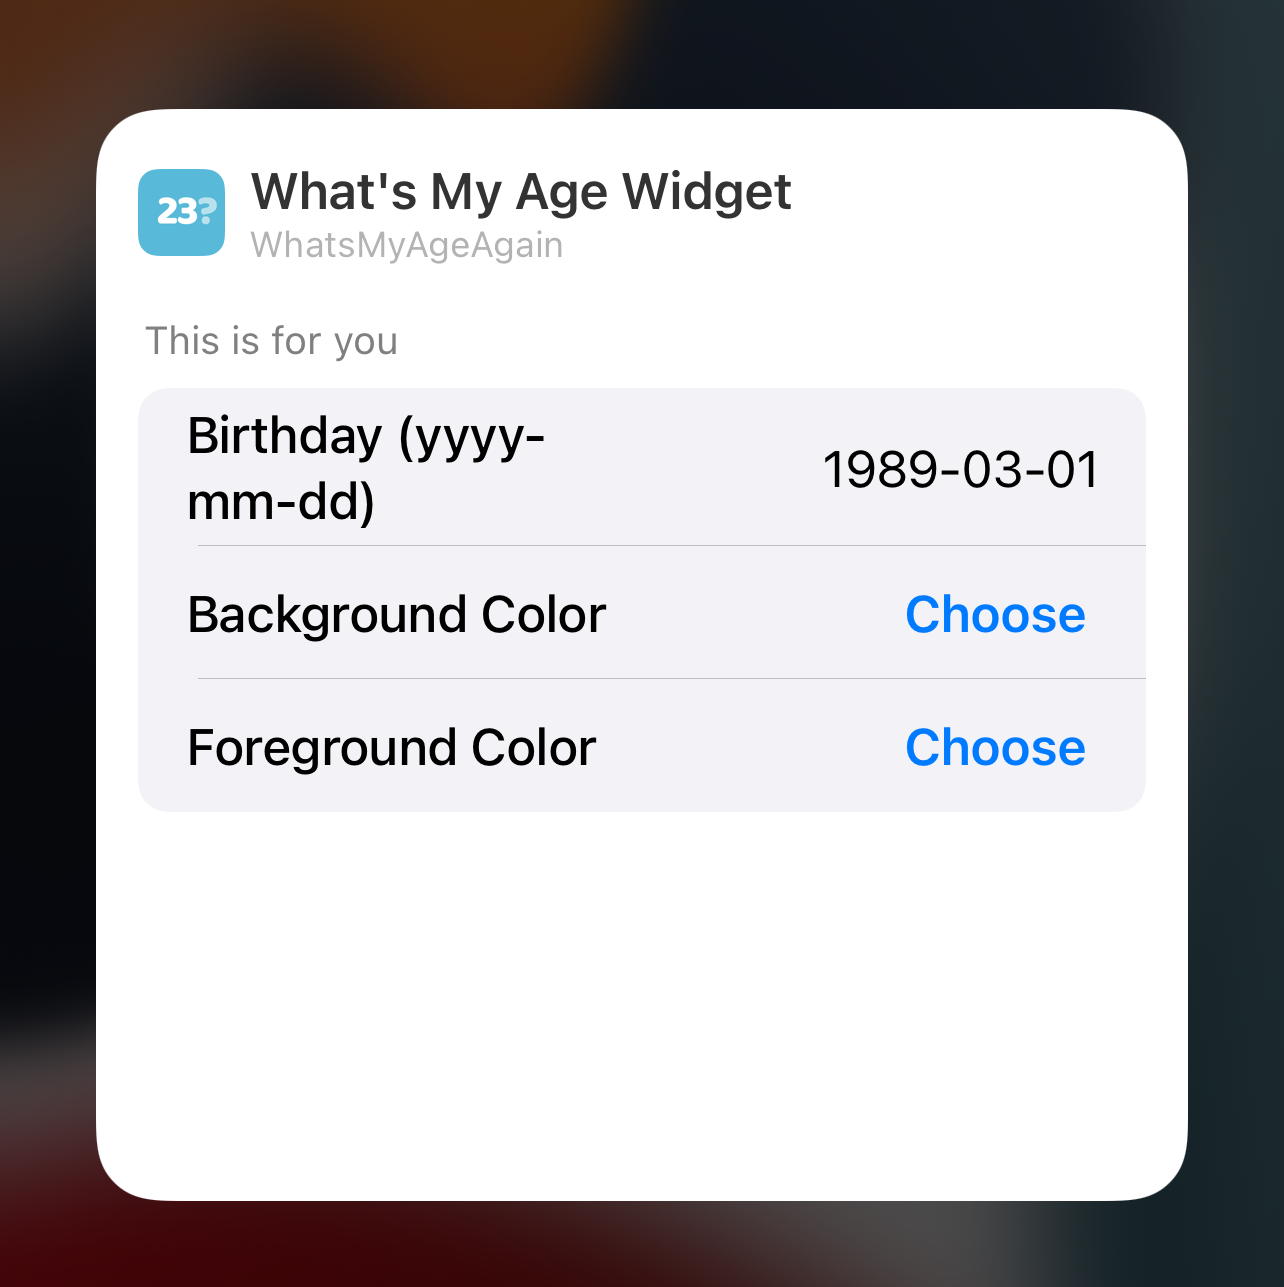 23?
What's My Age Widget
WhatsMyAgeAgain
This is for you
Birthday (yyyy-
mm-dd)
1989-03-01
Background Color
Choose
Foreground Color
Choose